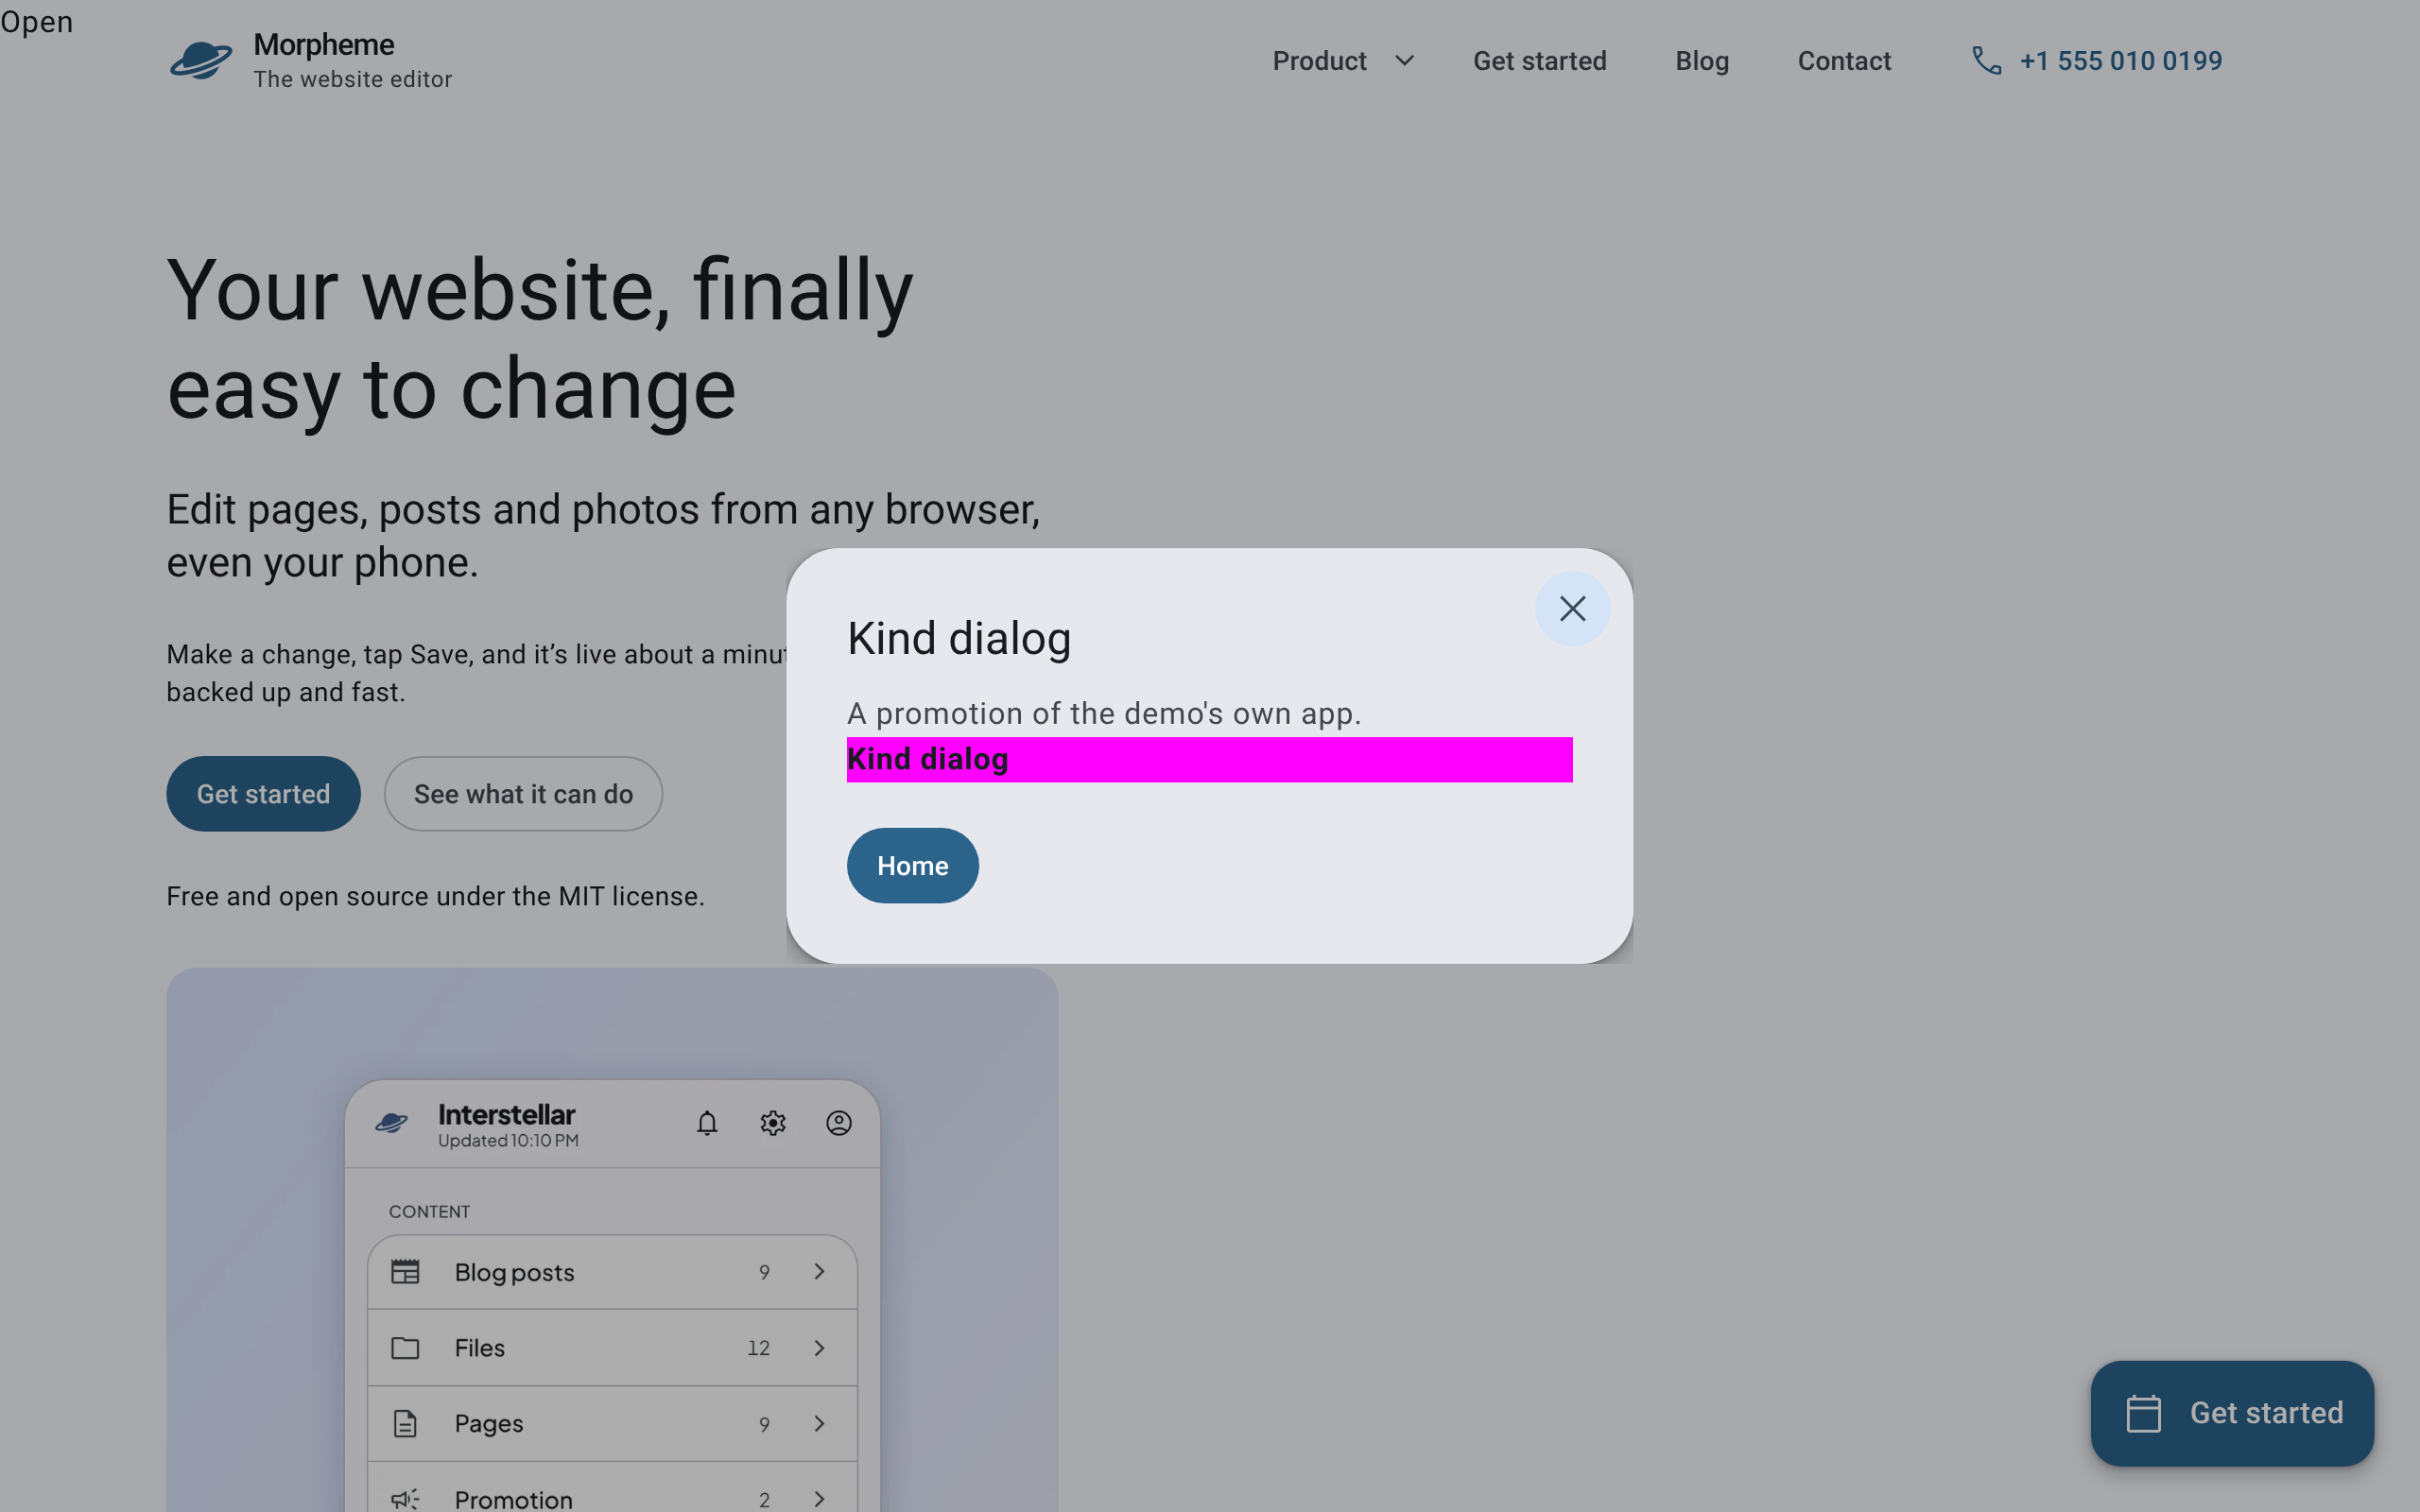 Open
Morpheme
The website editor
Product
Get started
Blog
Contact
+1 555 010 0199
Your website, finally
easy to change
Edit pages, posts and photos from any browser,
even your phone.
Make a change, tap Save, and it’s live about a
backed up and fast.
Get started
See what it can do
Free and open source under the MIT license.
Kind dialog
A promotion of the demo's own app.
Kind dialog
Home
Interstellar
Updated 10:10 PM
CONTENT
Blog posts 9
Files 12
Pages 9
Promotion 2
Get started